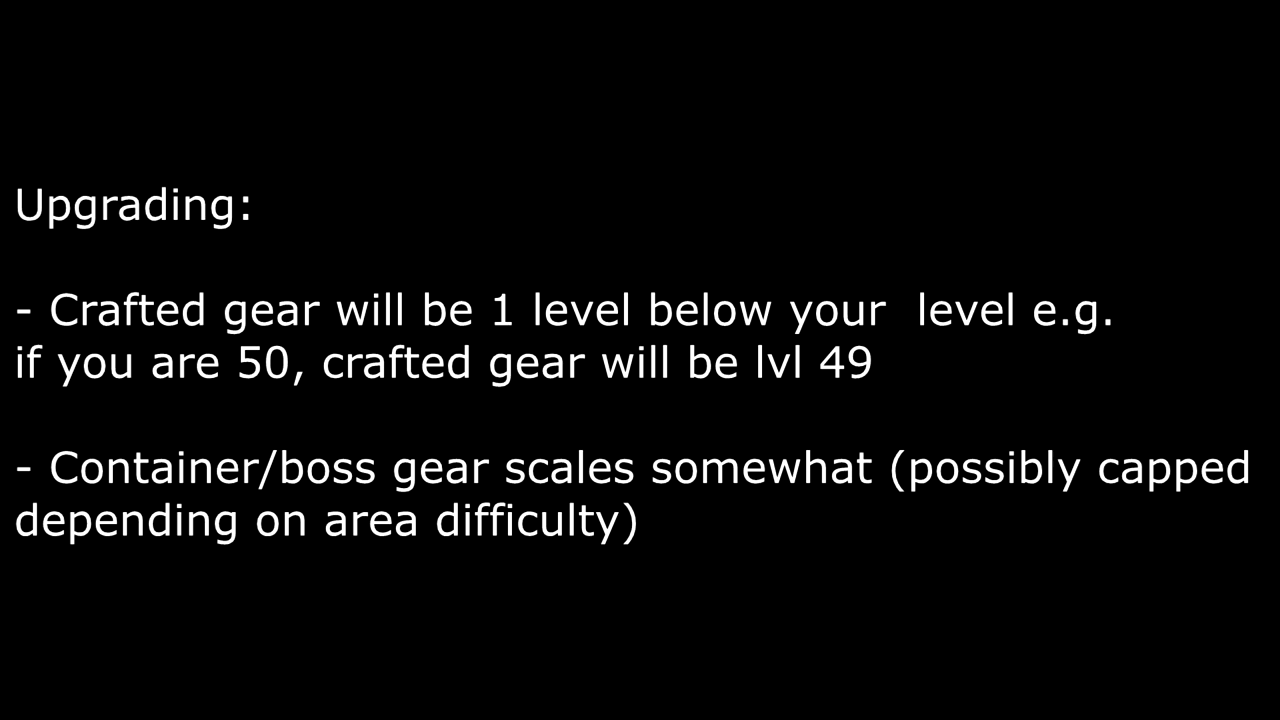 Upgrading:
- Crafted gear will be 1 level below your  level e.g.
if you are 50, crafted gear will be lvl 49
- Container/boss gear scales somewhat (possibly capped
depending on area difficulty)